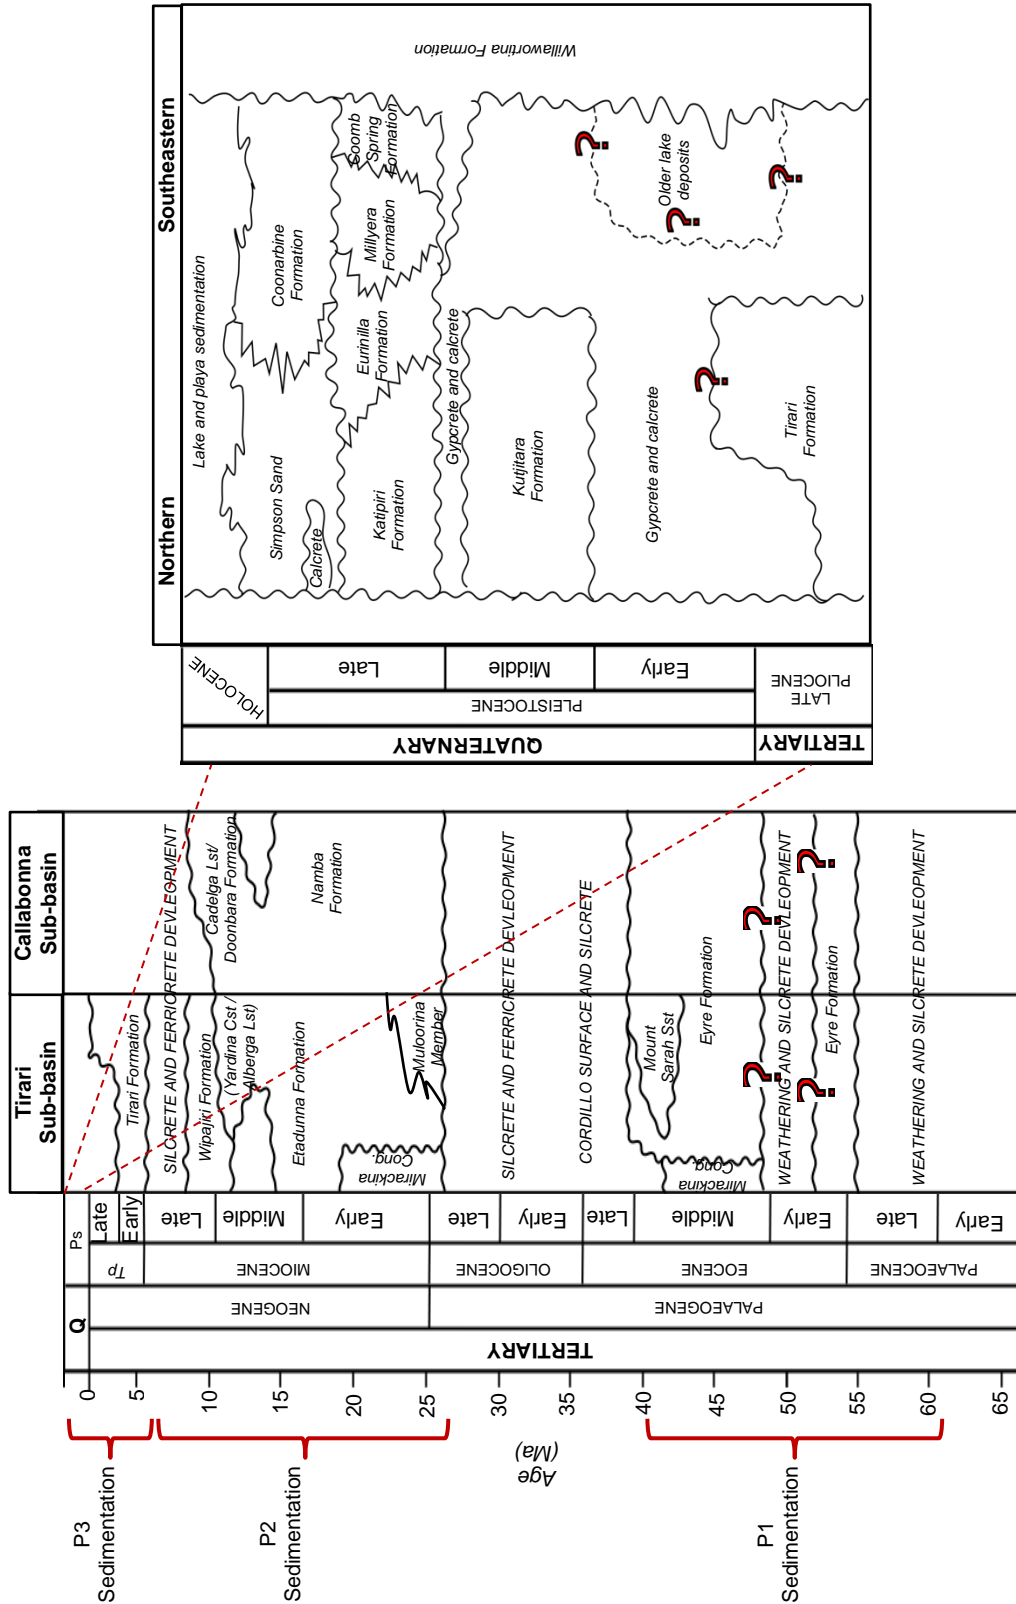 Tirari
Sub-basin
Callabonna
Sub-basin
Northern
Southeastern
Q
Ps
TERTIARY
NEOGENE
PALAEOGENE
Tp
MIOCENE
OLIGOCENE
EOCENE
PALAEOCENE
Late
Early
Late
Middle
Early
Late
Early
Late
Middle
Early
Late
Early
0
5
10
15
20
25
30
35
40
45
50
55
60
65
Age
(Ma)
P3
Sedimentation
P2
Sedimentation
P1
Sedimentation
Tirari Formation
SILCRETE AND FERRICRETE DEVLEOPMENT
Wipajiri Formation
(Yardina Cst /
Alberga Lst)
Cadelga Lst/
Doonbara Formation
Etadunna Formation
Namba
Formation
Muloorina
Member
Mirackina
Cong.
SILCRETE AND FERRICRETE DEVLEOPMENT
CORDILLO SURFACE AND SILCRETE
Mount
Sarah Sst
Eyre Formation
Mirackina
Cong.
?
?
WEATHERING AND SILCRETE DEVLEOPMENT
?
?
Eyre Formation
WEATHERING AND SILCRETE DEVLEOPMENT
QUATERNARY
TERTIARY
HOLOCENE
PLEISTOCENE
LATE
PLIOCENE
Late
Middle
Early
Lake and playa sedimentation
Simpson Sand
Coonarbine
Formation
Calcrete
Katipiri
Formation
Eurinilla
Formation
Millyera
Formation
Coomb
Spring
Formation
Gypcrete and calcrete
Kutjitara
Formation
Gypcrete and calcrete
?
?
?
?
Older lake
deposits
Tirari
Formation
Willawortina Formation